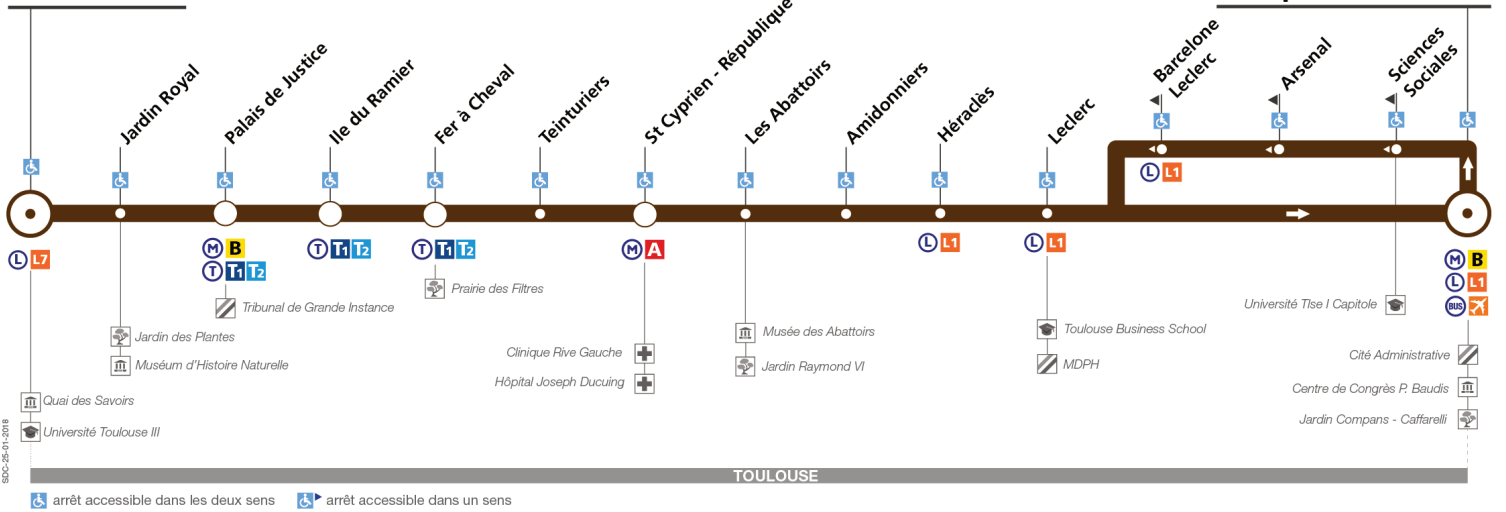 Jardin Royal
Palais de Justice
Ile du Ramier
Fer à Cheval
Teinturiers
St Cyprien - République
Les Abattoirs
Amidonniers
Héraclès
Leclerc
Barcelone
Leclerc
Arsenal
Sciences
Sociales
L L7
M B
T T1 T2
T T1 T2
T T1 T2
M A
L L1
L L1
L L1
M B
L L1
BUS
Tribunal de Grande Instance
Jardin des Plantes
Muséum d'Histoire Naturelle
Quai des Savoirs
Université Toulouse III
Prairie des Filtres
Clinique Rive Gauche
Hôpital Joseph Ducuing
Musée des Abattoirs
Jardin Raymond VI
Toulouse Business School
MDPH
Université Tlse I Capitole
Cité Administrative
Centre de Congrès P. Baudis
Jardin Compans - Caffarelli
SDC-25-01-2018
TOULOUSE
arrêt accessible dans les deux sens
arrêt accessible dans un sens